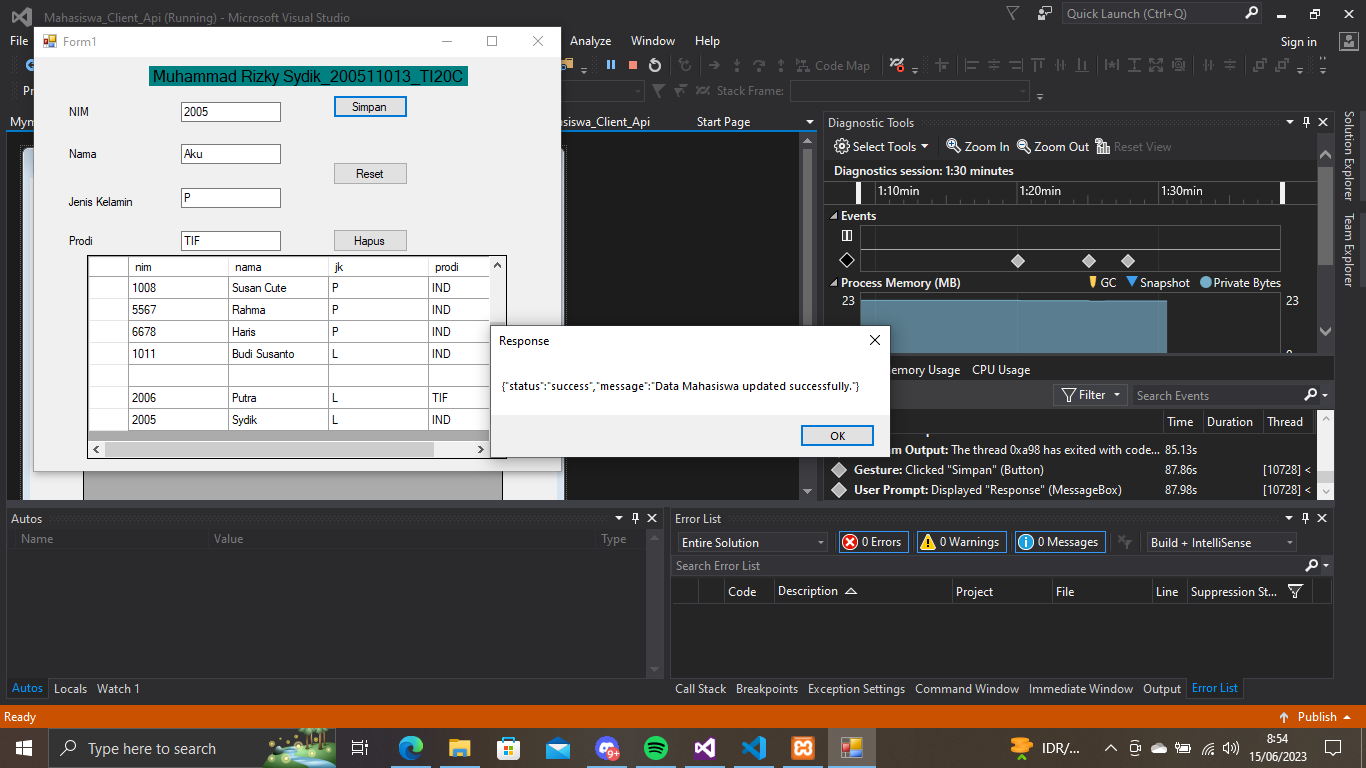 Mahasiswa_Client_Api (Running) - Microsoft Visual Studio
Quick Launch (Ctrl+Q)
File
Analyze Window Help
Sign in
Form1
Code Map
Stack Frame:
Muhammad Rizky Sydik_200511013_TI20C
NIM 2005 Simpan
Nama Aku
Reset
Jenis Kelamin P
Prodi TIF Hapus
nim nama jk prodi
1008 Susan Cute P IND
5567 Rahma P IND
6678 Haris P IND
1011 Budi Susanto L IND
2006 Putra L TIF
2005 Sydik L IND
Start Page
Response
{"status":"success","message":"Data Mahasiswa updated successfully."}
OK
Diagnostic Tools
Select Tools Zoom In Zoom Out Reset View
Diagnostics session: 1:30 minutes
1:10min 1:20min 1:30min
Events
Process Memory (MB) GC Snapshot Private Bytes
23 23
CPU Usage
Filter Search Events
Time Duration Thread
Output: The thread 0xa98 has exited with code... 85.13s
Gesture: Clicked "Simpan" (Button) 87.86s [10728] <
User Prompt: Displayed "Response" (MessageBox) 87.98s [10728] <
Solution Explorer
Team Explorer
Autos
Name Value Type
Autos Locals Watch 1
Error List
Entire Solution 0 Errors 0 Warnings 0 Messages Build + IntelliSense
Search Error List
Code Description Project File Line Suppression St...
Call Stack Breakpoints Exception Settings Command Window Immediate Window Output Error List
Ready
Publish
Type here to search
9+
IDR/...
8:54
15/06/2023